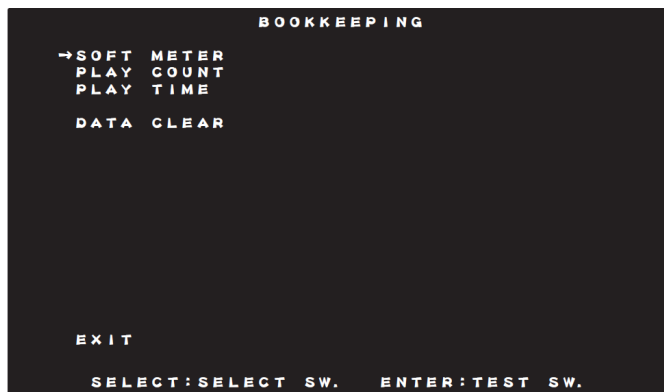 BOOKKEEPING
→SOFT METER
PLAY COUNT
PLAY TIME
DATA CLEAR
EXIT
SELECT:SELECT SW. ENTER:TEST SW.